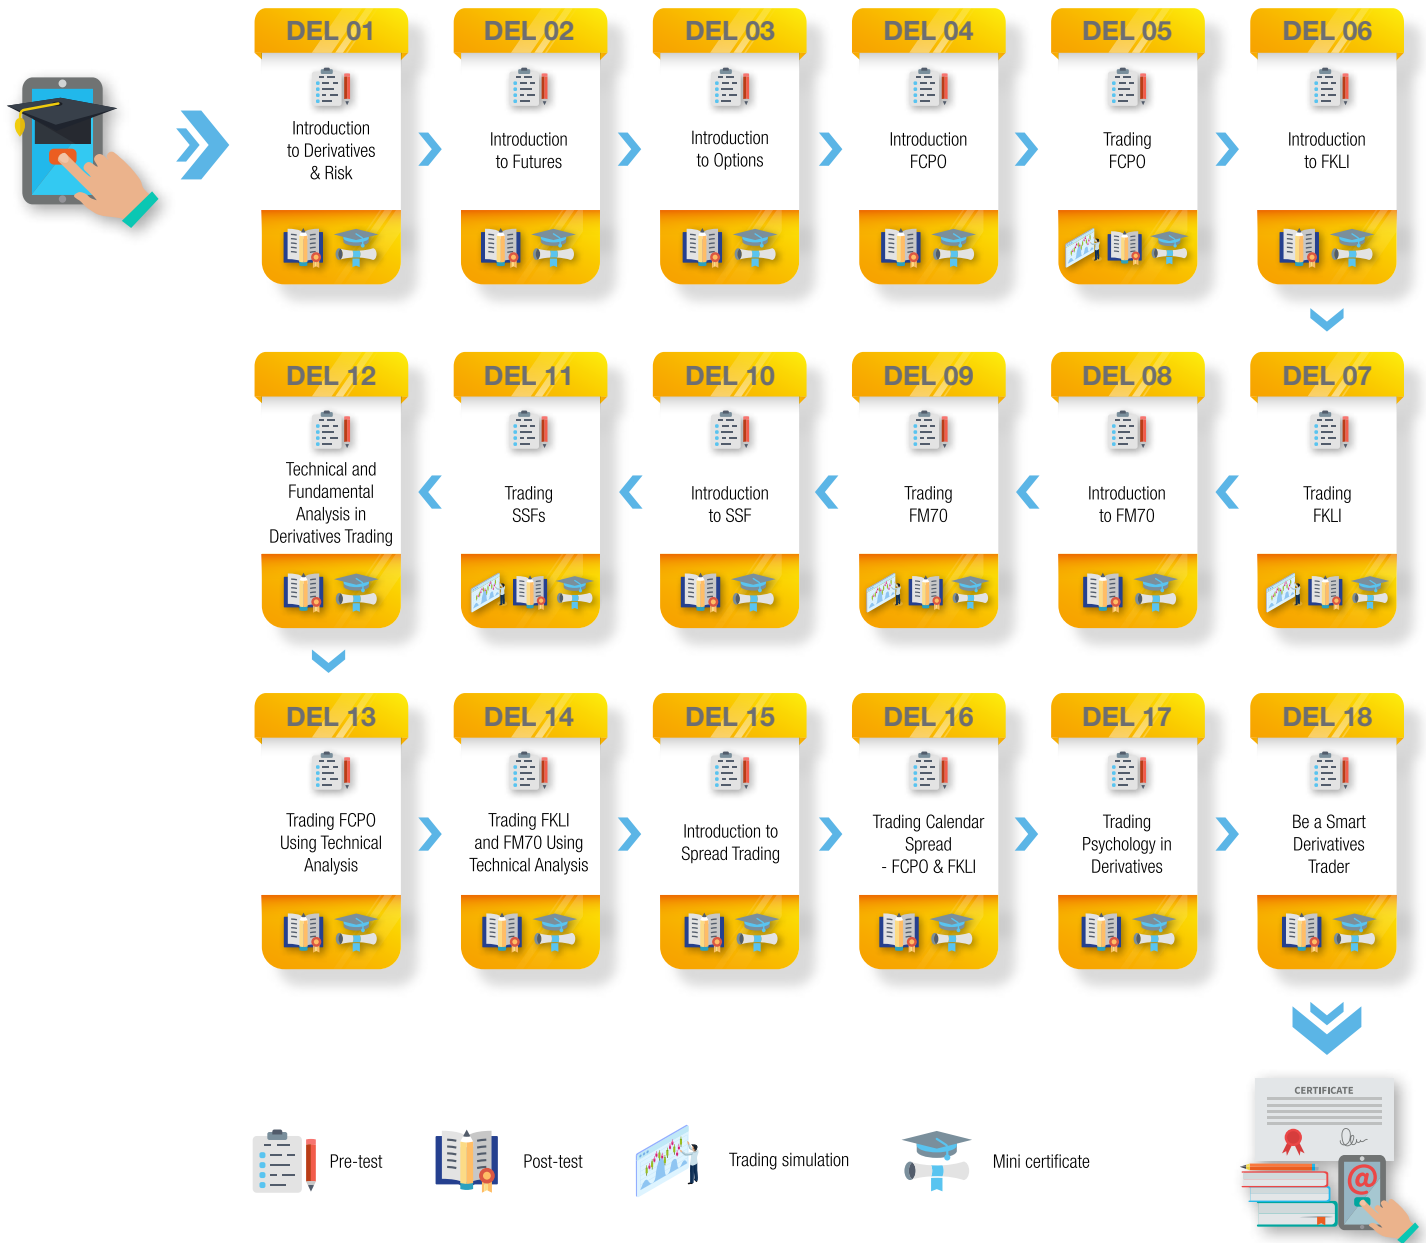 DEL 01
Introduction
to Derivatives
& Risk
DEL 02
Introduction
to Futures
DEL 03
Introduction
to Options
DEL 04
Introduction
FCPO
DEL 05
Trading
FCPO
DEL 06
Introduction
to FKLI
DEL 07
Trading
FKLI
DEL 08
Introduction
to FM70
DEL 09
Trading
FM70
DEL 10
Introduction
to SSF
DEL 11
Trading
SSFs
DEL 12
Technical and
Fundamental
Analysis in
Derivatives Trading
DEL 13
Trading FCPO
Using Technical
Analysis
DEL 14
Trading FKLI
and FM70 Using
Technical Analysis
DEL 15
Introduction to
Spread Trading
DEL 16
Trading Calendar
Spread
- FCPO & FKLI
DEL 17
Trading
Psychology in
Derivatives
DEL 18
Be a Smart
Derivatives
Trader
CERTIFICATE
@
Pre-test
Post-test
Trading simulation
Mini certificate